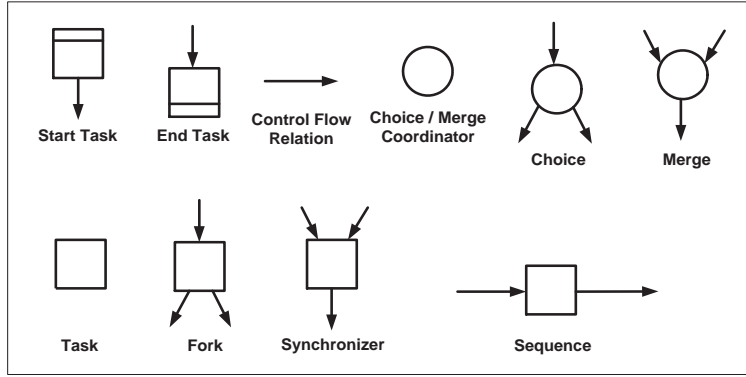 Start Task
End Task
Control Flow
Relation
Choice / Merge
Coordinator
Choice
Merge
Task
Fork
Synchronizer
Sequence